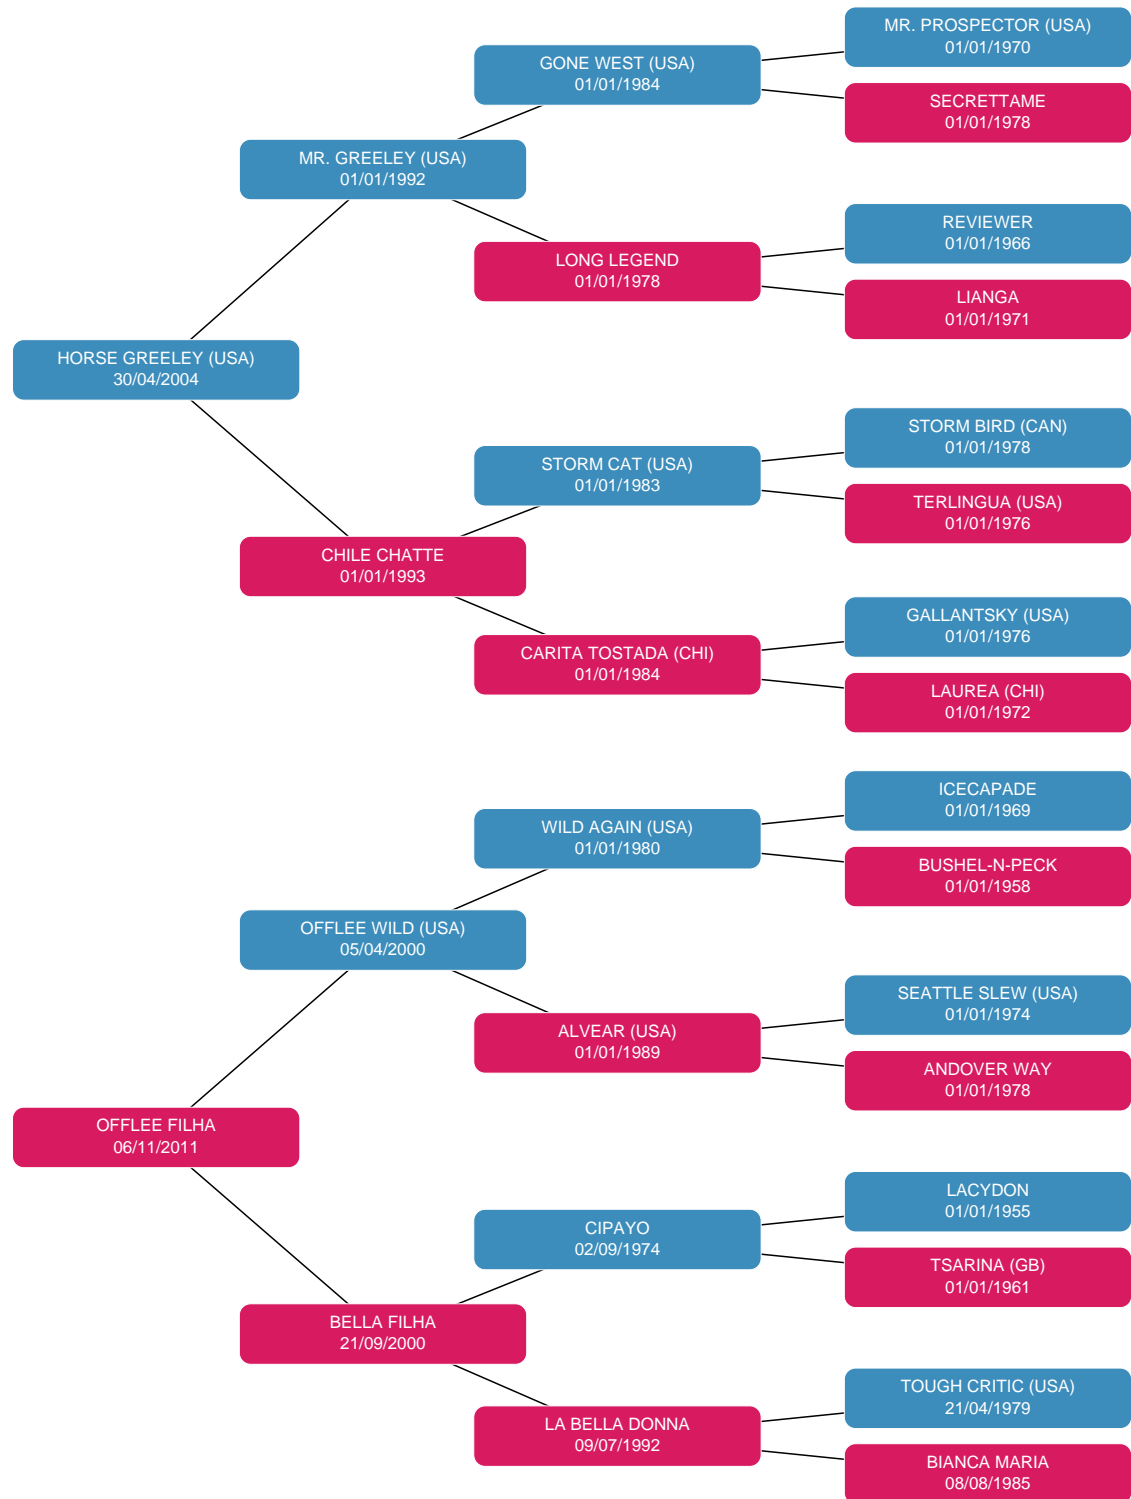 MR. PROSPECTOR (USA)
01/01/1970
GONE WEST (USA)
01/01/1984
SECRETTAME
01/01/1978
MR. GREELEY (USA)
01/01/1992
REVIEWER
01/01/1966
LONG LEGEND
01/01/1978
LIANGA
01/01/1971
HORSE GREELEY (USA)
30/04/2004
STORM BIRD (CAN)
01/01/1978
STORM CAT (USA)
01/01/1983
TERLINGUA (USA)
01/01/1976
CHILE CHATTE
01/01/1993
GALLANTSKY (USA)
01/01/1976
CARITA TOSTADA (CHI)
01/01/1984
LAUREA (CHI)
01/01/1972
ICECAPADE
01/01/1969
WILD AGAIN (USA)
01/01/1980
BUSHEL-N-PECK
01/01/1958
OFFLEE WILD (USA)
05/04/2000
SEATTLE SLEW (USA)
01/01/1974
ALVEAR (USA)
01/01/1989
ANDOVER WAY
01/01/1978
OFFLEE FILHA
06/11/2011
LACYDON
01/01/1955
CIPAYO
02/09/1974
TSARINA (GB)
01/01/1961
BELLA FILHA
21/09/2000
TOUGH CRITIC (USA)
21/04/1979
LA BELLA DONNA
09/07/1992
BIANCA MARIA
08/08/1985